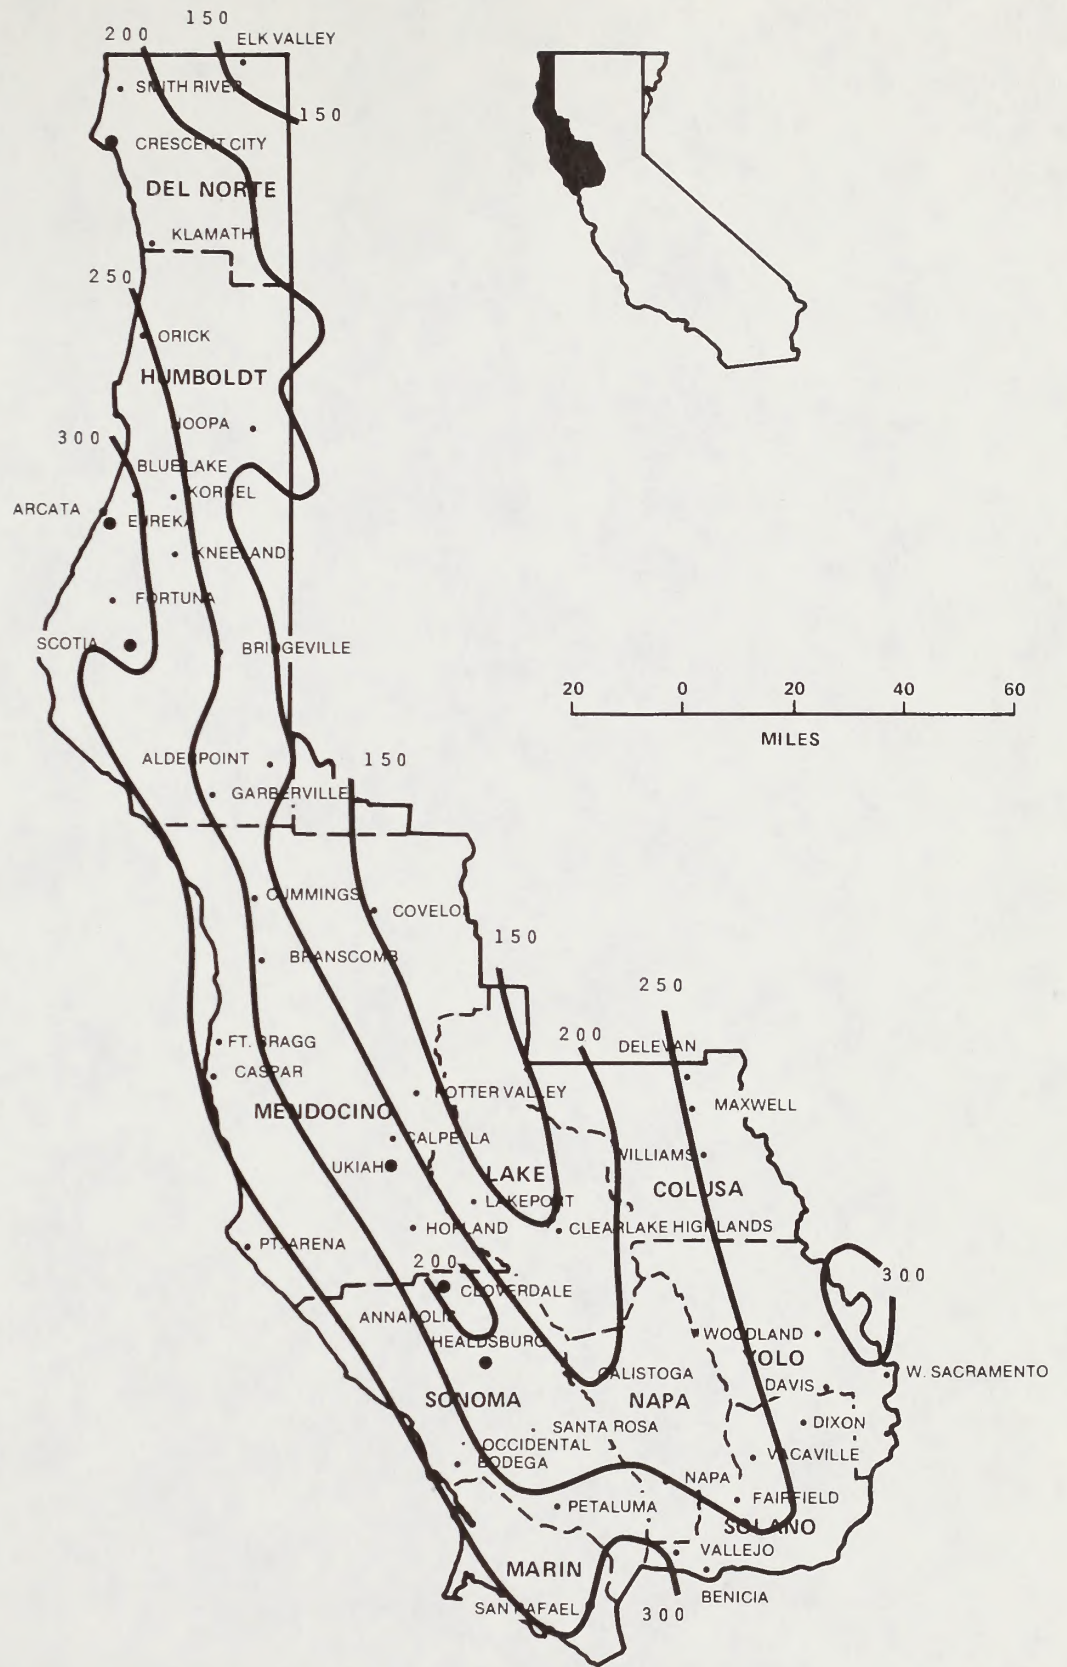 150
200
ELK VALLEY
SMITH RIVER
150
CRESCENT CITY
DEL NORTE
KLAMATH
250
ORICK
HUMBOLDT
HOOPA
300
BLUE LAKE
KORBEL
ARCATA
EUREKA
KNEELAND
FORTUNA
SCOTIA
BRIDGEVILLE
20 0 20 40 60
MILES
ALDERPOINT
150
GARBERVILLE
CUMMINGS
COVELO
150
BRANSCOMB
250
200
FT. BRAGG
DELEVAN
CASPAR
POTTER VALLEY
MAXWELL
MENDOCINO
CALPELLA
WILLIAMS
UKIAH
LAKE
COLUSA
LAKEPORT
HOPLAND
CLEARLAKE HIGHLANDS
PT. ARENA
200
300
CLOVERDALE
ANNAPOLIS
HEALDSBURG
WOODLAND
YOLO
CALISTOGA
W. SACRAMENTO
DAVIS
SONOMA
NAPA
DIXON
SANTA ROSA
OCCIDENTAL
VACAVILLE
BODEGA
NAPA
PETALUMA
FAIRFIELD
SOLANO
VALLEJO
MARIN
BENICIA
SAN RAFAEL
300